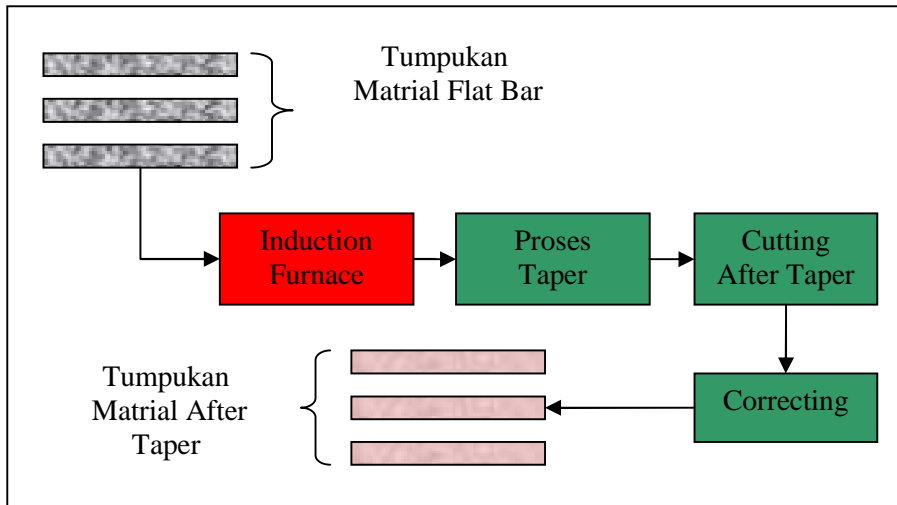 Tumpukan
Matrial Flat Bar
Induction
Furnace
Proses
Taper
Cutting
After Taper
Tumpukan
Matrial After
Taper
Correcting